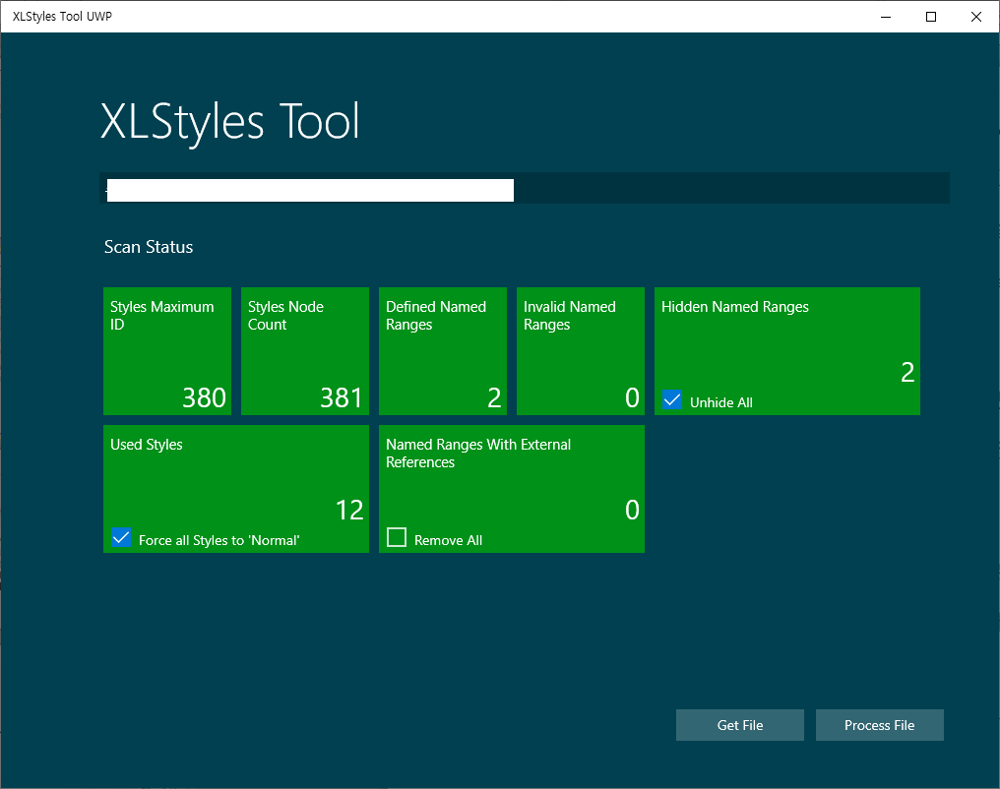 XLStyles Tool UWP
XLStyles Tool
Scan Status
Styles Maximum
ID
380
Styles Node
Count
381
Defined Named
Ranges
2
Invalid Named
Ranges
0
Hidden Named Ranges
2
Unhide All
Used Styles
12
Force all Styles to 'Normal'
Named Ranges With External
References
0
Remove All
Get File
Process File